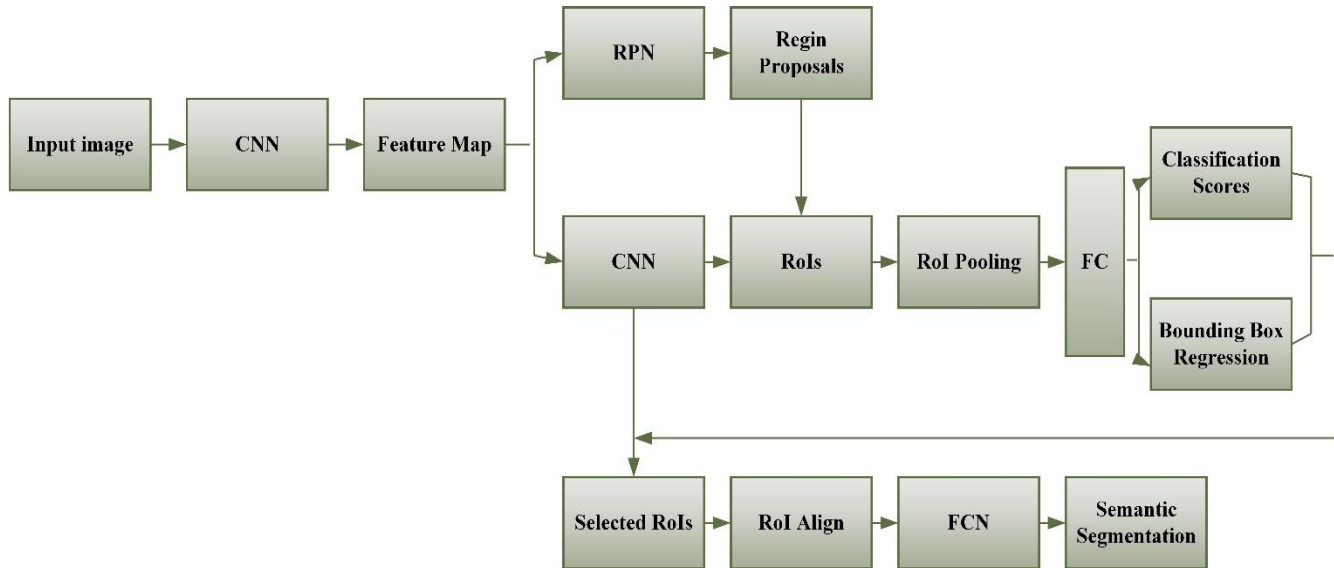 RPN
Regin
Proposals
Input image
CNN
Feature Map
Classification
Scores
CNN
RoIs
RoI Pooling
FC
Bounding Box
Regression
Selected RoIs
RoI Align
FCN
Semantic
Segmentation